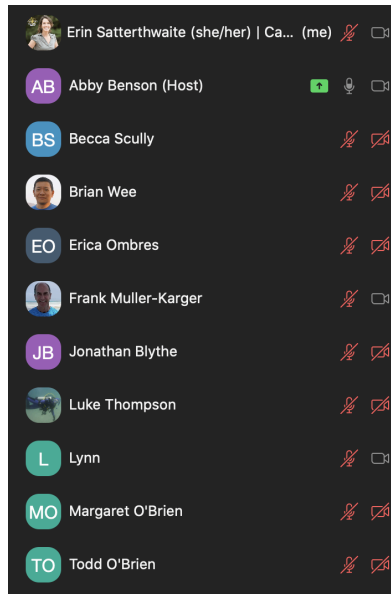 Erin Satterthwaite (she/her) | Ca... (me)
AB Abby Benson (Host)
BS Becca Scully
Brian Wee
EO Erica Ombres
Frank Muller-Karger
JB Jonathan Blythe
Luke Thompson
L Lynn
MO Margaret O'Brien
TO Todd O'Brien